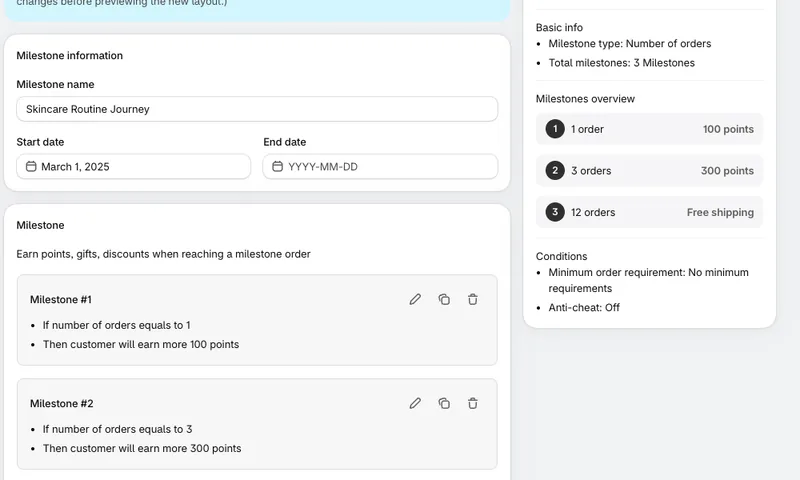 changes before previewing the new layout.)
Milestone information
Milestone name
Skincare Routine Journey
Start date
End date
March 1, 2025
YYYY-MM-DD
Milestone
Earn points, gifts, discounts when reaching a milestone order
Milestone #1
• If number of orders equals to 1
• Then customer will earn more 100 points
Milestone #2
• If number of orders equals to 3
• Then customer will earn more 300 points
Basic info
• Milestone type: Number of orders
• Total milestones: 3 Milestones
Milestones overview
1 1 order 100 points
2 3 orders 300 points
3 12 orders Free shipping
Conditions
• Minimum order requirement: No minimum
requirements
• Anti-cheat: Off